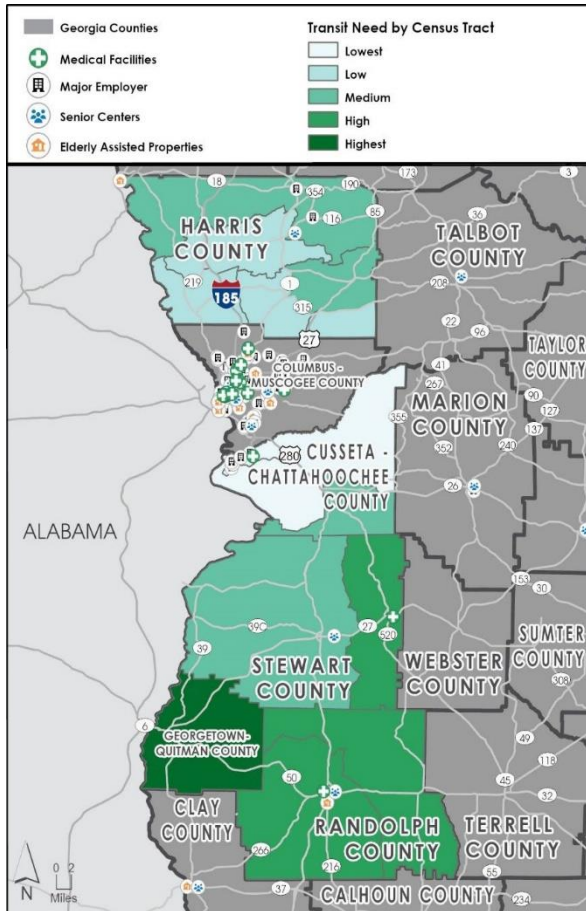 Georgia Counties
Medical Facilities
Major Employer
Senior Centers
Elderly Assisted Properties
Transit Need by Census Tract
Lowest
Low
Medium
High
Highest
18
190
354
116
85
173
3
36
HARRIS
COUNTY
TALBOT
COUNTY
219
185
1
315
208
27
22
96
COLUMBUS -
MUSCOGEE COUNTY
TAYLOR
COUNTY
41
267
MARION
COUNTY
90
127
137
355
352
240
280
CUSSETA -
CHATTAHOOCHEE
COUNTY
26
ALABAMA
153
30
39C
27
520
39
STEWART
COUNTY
WEBSTER
COUNTY
SUMTER
COUNTY
308
6
GEORGETOWN-
QUITMAN COUNTY
49
118
50
45
32
CLAY
COUNTY
RANDOLPH
COUNTY
TERRELL
COUNTY
266
216
55
37
CALHOUN COUNTY
234
N
0 2
Miles